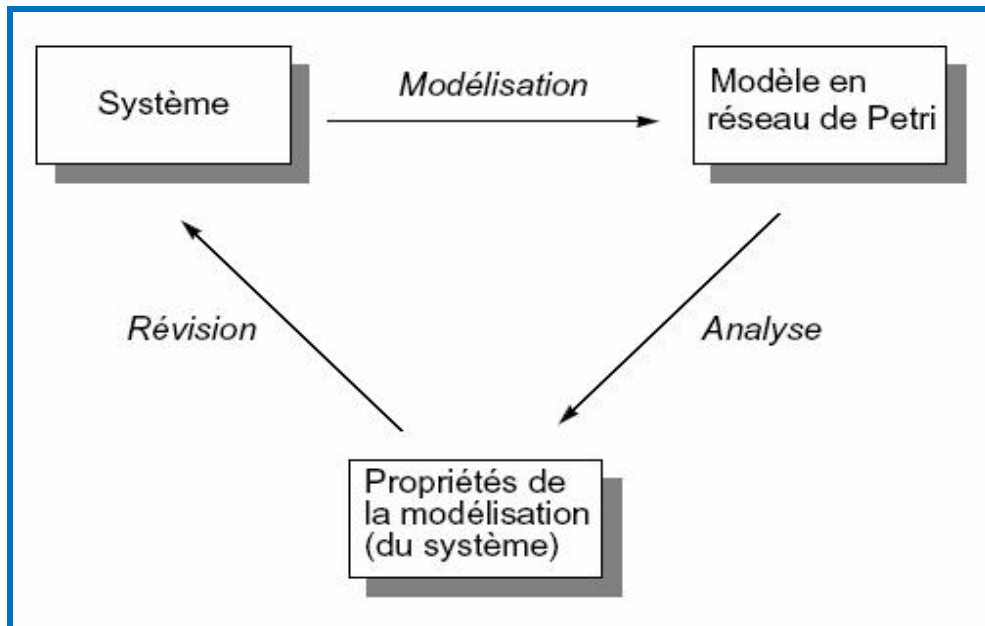 Système
Modélisation
Modèle en
réseau de Petri
Révision
Analyse
Propriétés de
la modélisation
(du système)